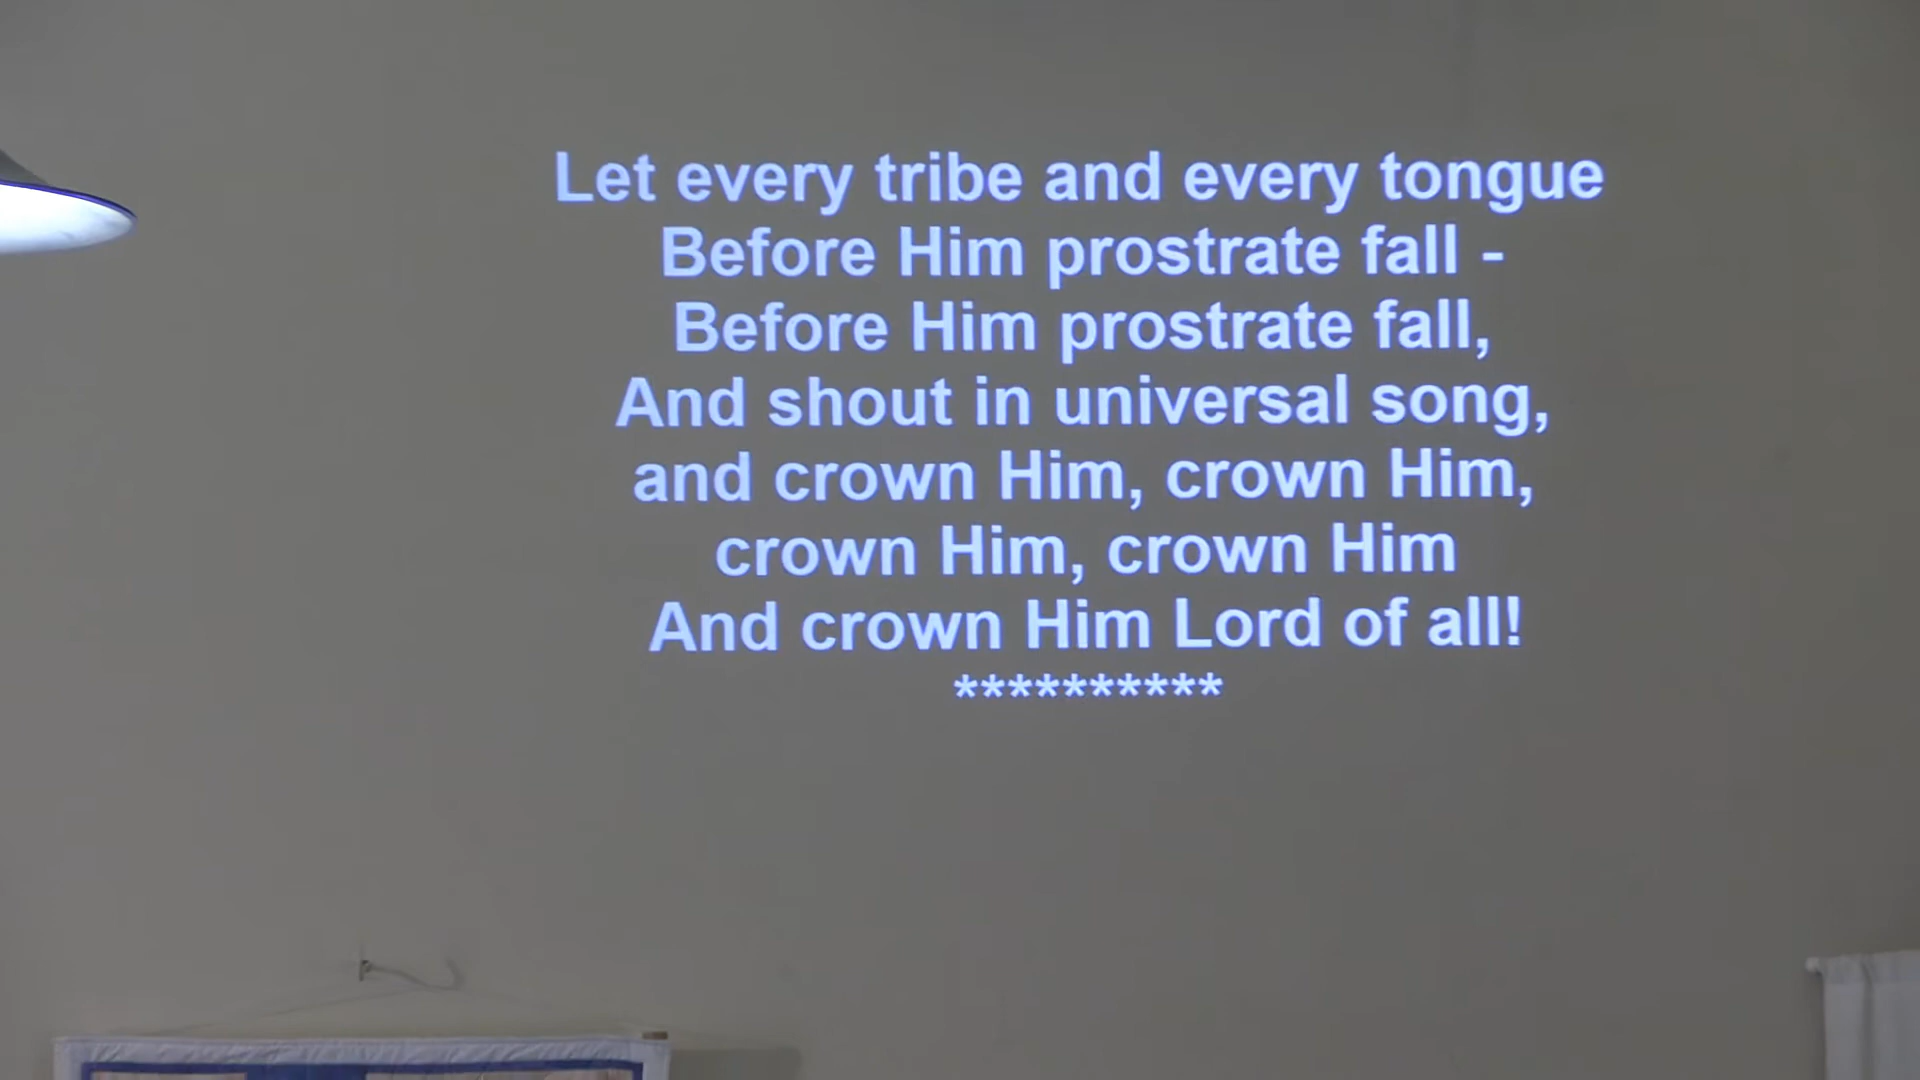 Let every tribe and every tongue
Before Him prostrate fall -
Before Him prostrate fall,
And shout in universal song,
and crown Him, crown Him,
crown Him, crown Him
And crown Him Lord of all!
**********